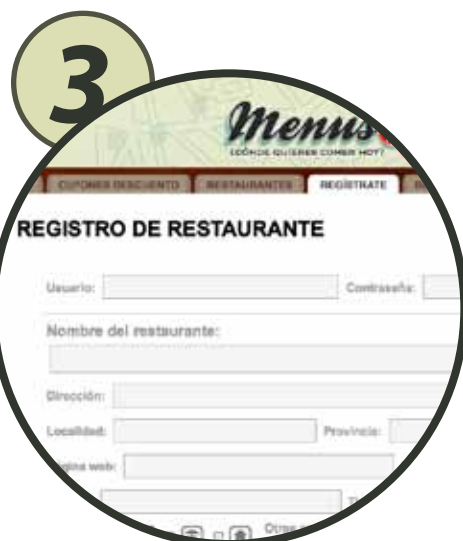 3
Menus
¿DÓNDE QUIERES COMER HOY?
CUPONES DESCUENTO RESTAURANTES REGÍSTRATE
REGISTRO DE RESTAURANTE
Usuario: Contraseña:
Nombre del restaurante:
Dirección:
Localidad: Provincia:
página web:
Otros